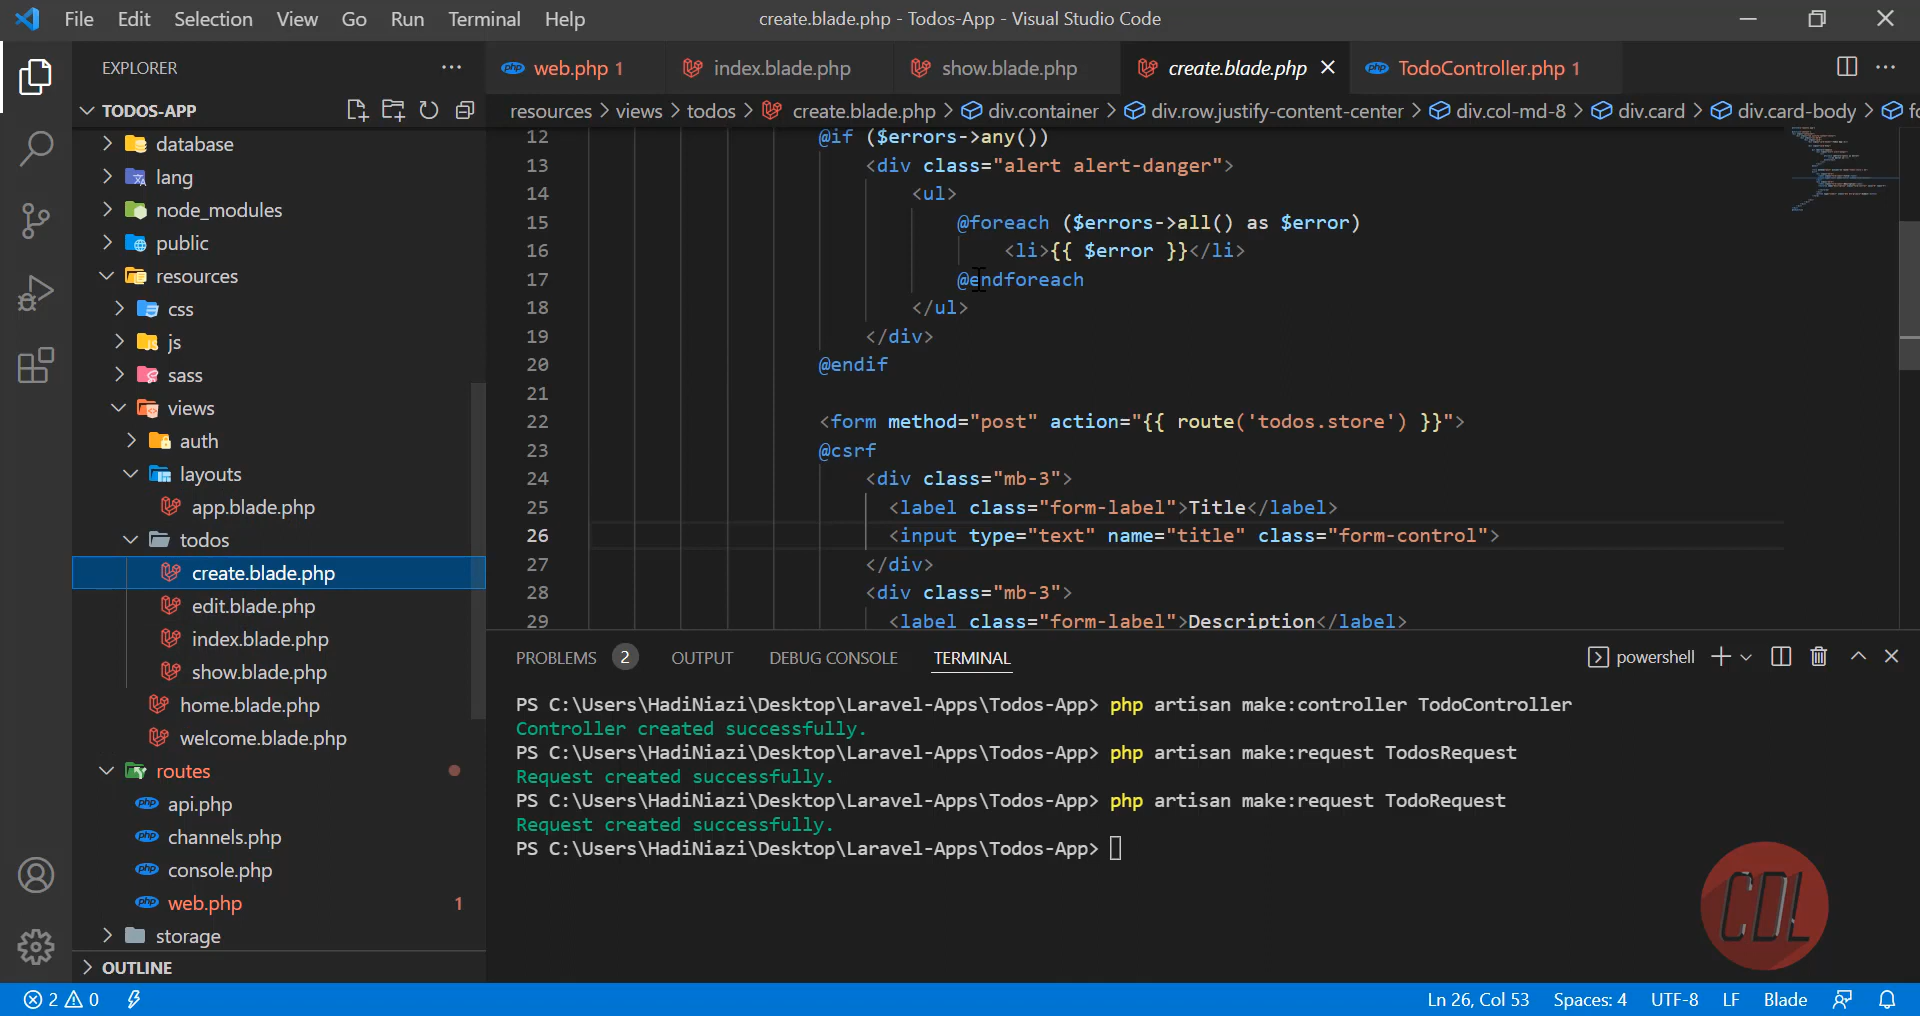 File Edit Selection View Go Run Terminal Help
create.blade.php - Todos-App - Visual Studio Code
EXPLORER
TODOS-APP
database
lang
node_modules
public
resources
css
js
sass
views
auth
layouts
app.blade.php
todos
create.blade.php
edit.blade.php
index.blade.php
show.blade.php
home.blade.php
welcome.blade.php
routes
api.php
channels.php
console.php
web.php 1
storage
OUTLINE
web.php 1 index.blade.php show.blade.php create.blade.php TodoController.php 1
resources > views > todos > create.blade.php > div.container > div.row.justify-content-center > div.col-md-8 > div.card > div.card-body > fo
12 @if ($errors->any())
13 <div class="alert alert-danger">
14 <ul>
15 @foreach ($errors->all() as $error)
16 <li>{{ $error }}</li>
17 @endforeach
18 </ul>
19 </div>
20 @endif
21
22 <form method="post" action="{{ route('todos.store') }}">
23 @csrf
24 <div class="mb-3">
25 <label class="form-label">Title</label>
26 <input type="text" name="title" class="form-control">
27 </div>
28 <div class="mb-3">
29 <label class="form-label">Description</label>
PROBLEMS 2 OUTPUT DEBUG CONSOLE TERMINAL
powershell
PS C:\Users\HadiNiazi\Desktop\Laravel-Apps\Todos-App> php artisan make:controller TodoController
Controller created successfully.
PS C:\Users\HadiNiazi\Desktop\Laravel-Apps\Todos-App> php artisan make:request TodosRequest
Request created successfully.
PS C:\Users\HadiNiazi\Desktop\Laravel-Apps\Todos-App> php artisan make:request TodoRequest
Request created successfully.
PS C:\Users\HadiNiazi\Desktop\Laravel-Apps\Todos-App>
CDL
2 0
Ln 26, Col 53 Spaces: 4 UTF-8 LF Blade